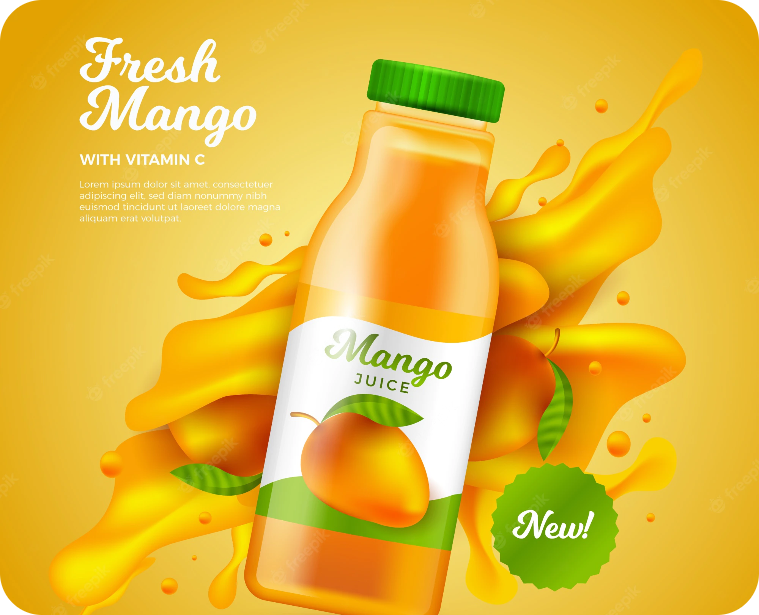 Fresh
Mango
WITH VITAMIN C
Lorem ipsum dolor sit amet, consectetuer
adipiscing elit, sed diam nonummy nibh
euismod tincidunt ut laoreet dolore magna
aliquam erat volutpat.
Mango
JUICE
New!